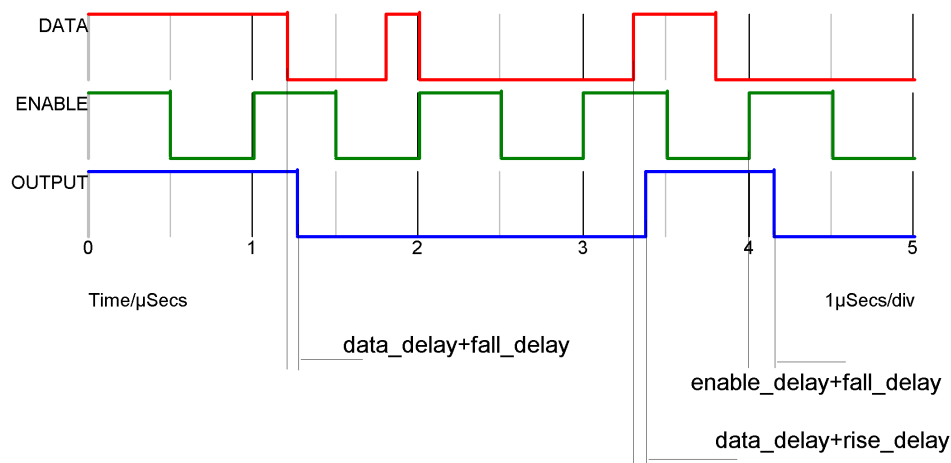 DATA
ENABLE
OUTPUT
0 1 2 3 4 5
Time/µSecs 1µSecs/div
data_delay+fall_delay
enable_delay+fall_delay
data_delay+rise_delay